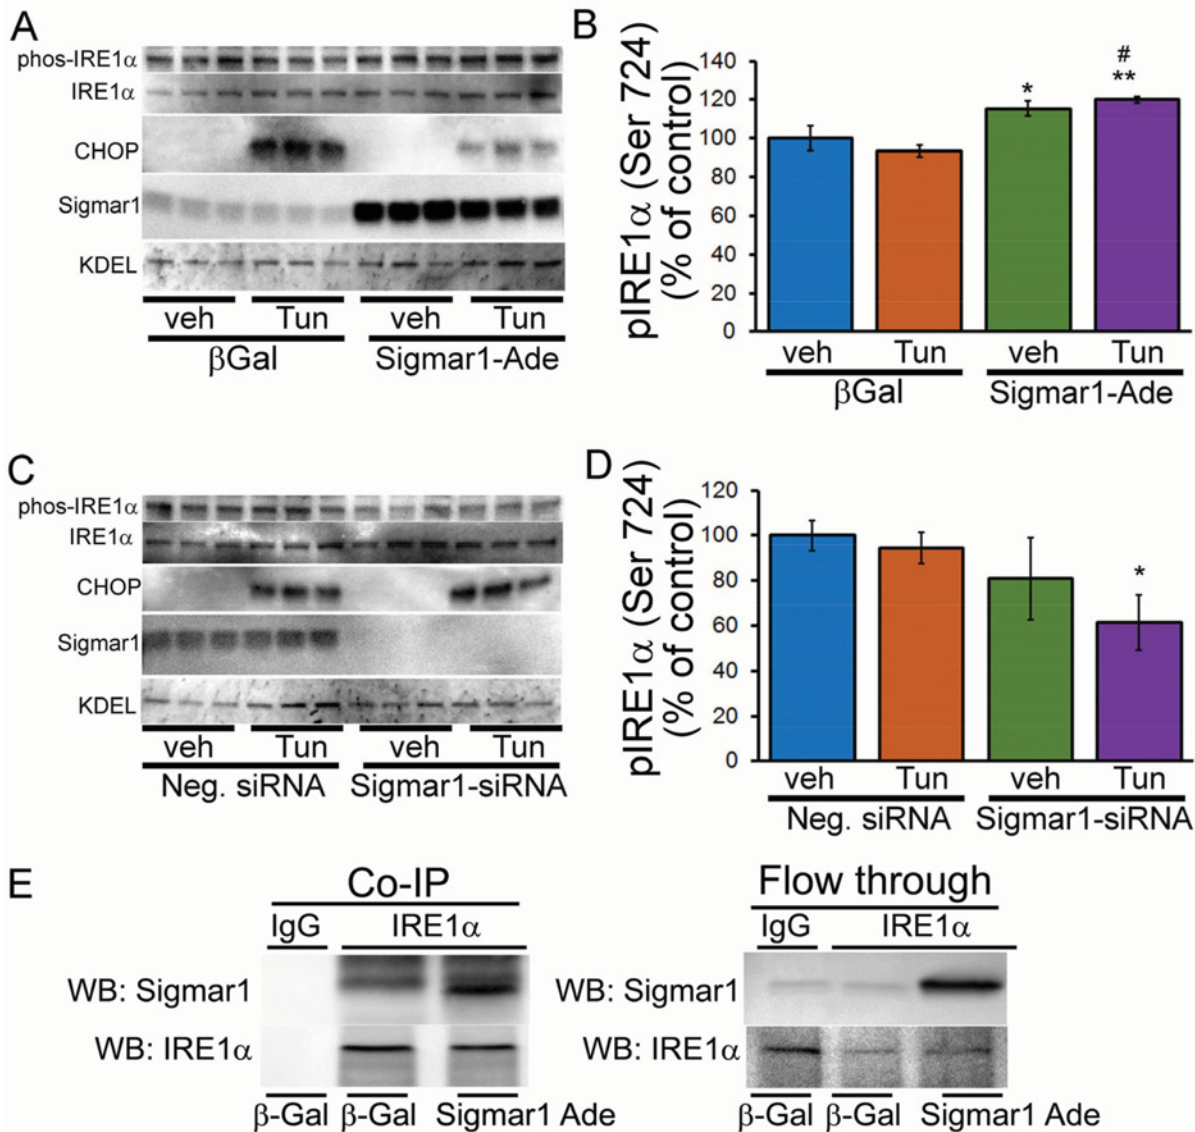 A
phos-IRE1α
IRE1α
CHOP
Sigmar1
KDEL
veh Tun veh Tun
βGal Sigmar1-Ade
B
pIRE1α (Ser 724)
(% of control)
140
120
100
80
60
40
20
0
* ** #
veh Tun veh Tun
βGal Sigmar1-Ade
C
phos-IRE1α
IRE1α
CHOP
Sigmar1
KDEL
veh Tun veh Tun
Neg. siRNA Sigmar1-siRNA
D
pIRE1α (Ser 724)
(% of control)
120
100
80
60
40
20
0
*
veh Tun veh Tun
Neg. siRNA Sigmar1-siRNA
E
Co-IP
IgG IRE1α
WB: Sigmar1
WB: IRE1α
β-Gal β-Gal Sigmar1 Ade
Flow through
IgG IRE1α
WB: Sigmar1
WB: IRE1α
β-Gal β-Gal Sigmar1 Ade